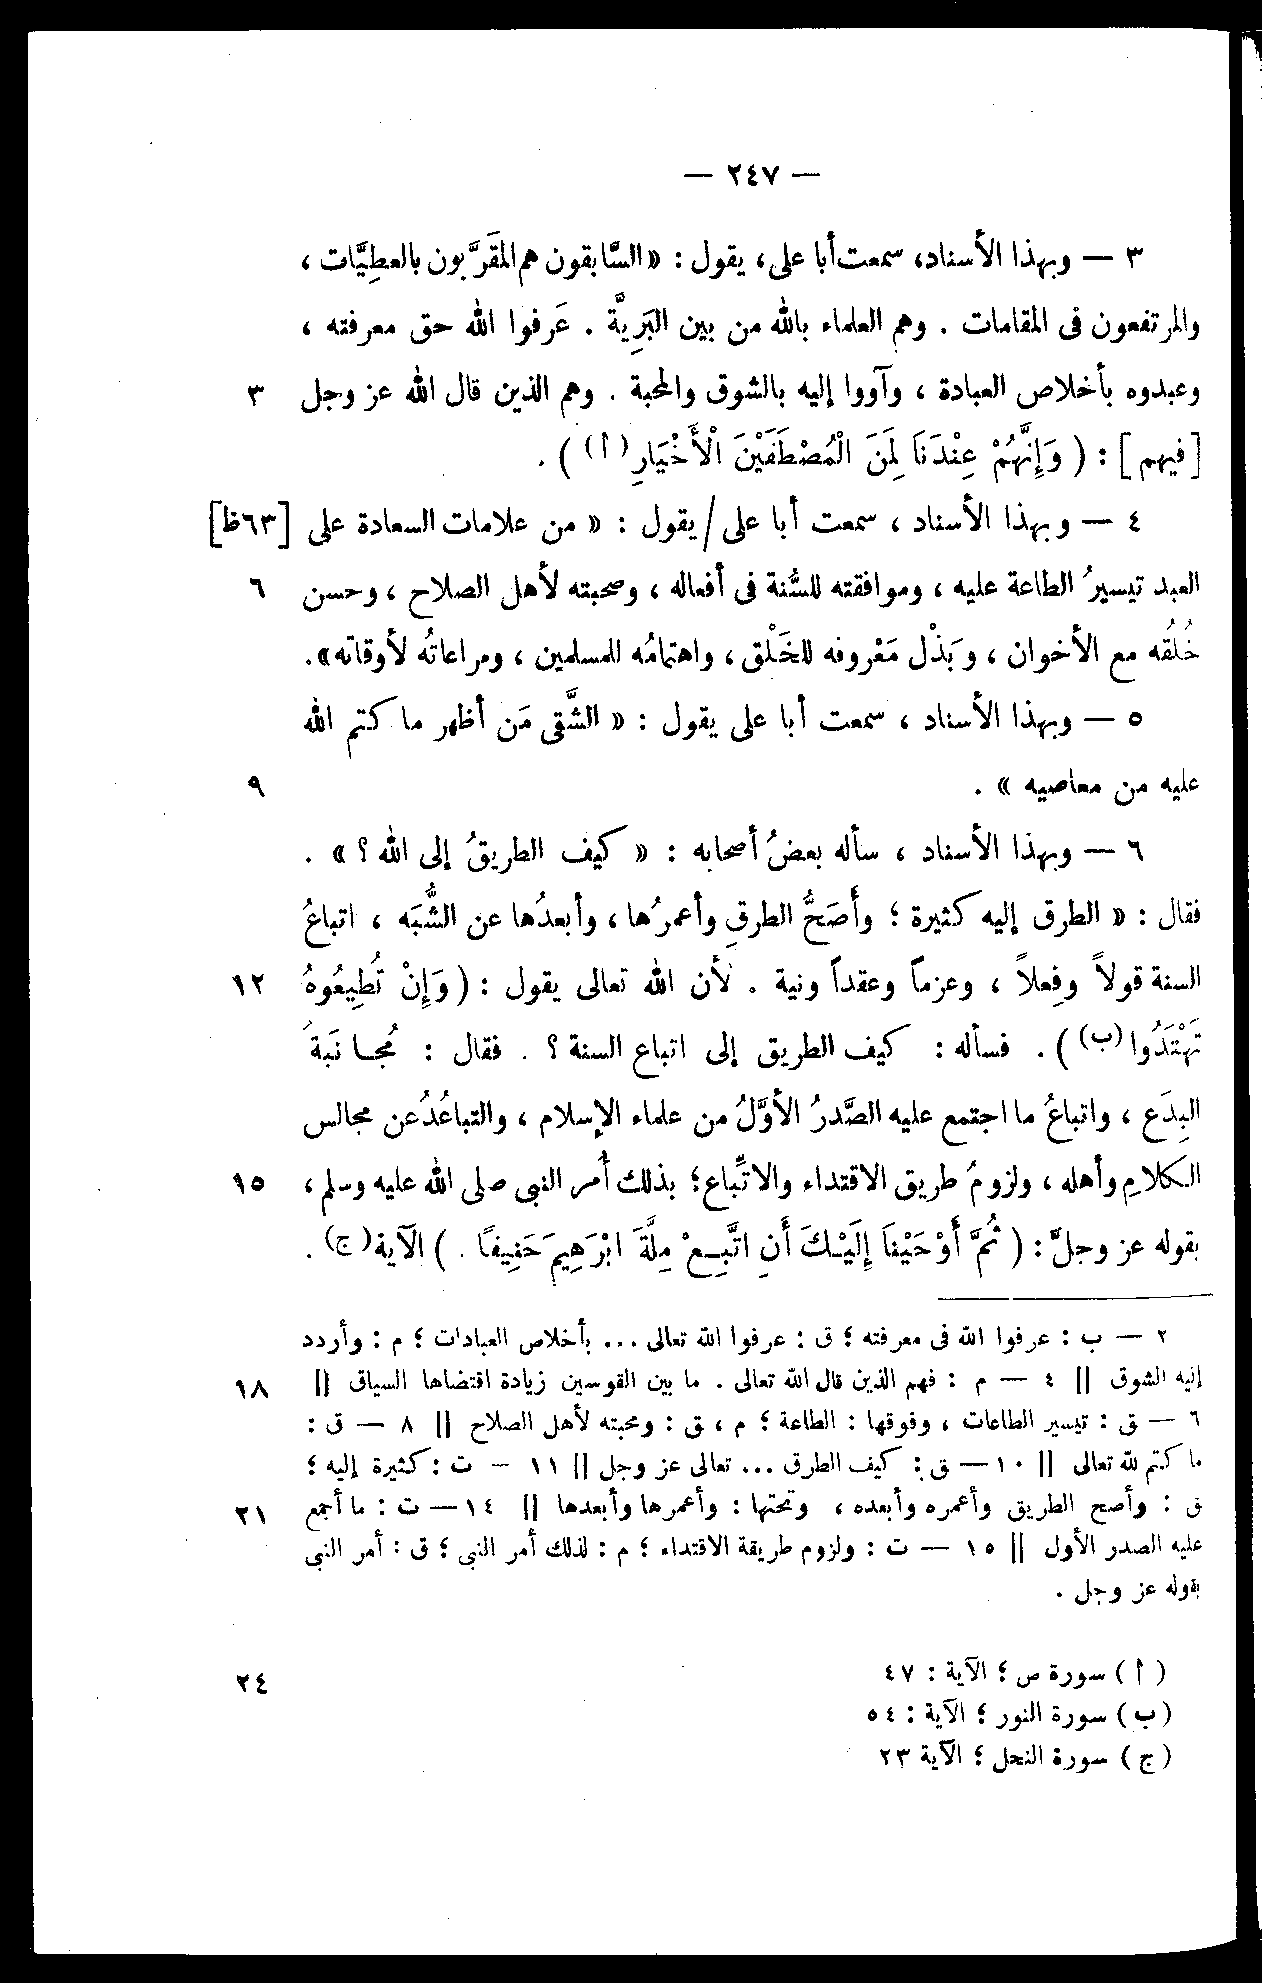 — ٢٤٧ —
٣ — وبهذا الأسناد، سمعت أبا على، يقول : « السَّابقون هم المقَرَّبون بالعطِيَّات ،
والمرتفعون فى المقامات . وهم العلماء بالله من بين البَرِيَّة . عَرفوا الله حق معرفته ،
وعبدوه بأخلاص العبادة ، وآووا إليه بالشوق والمحبة . وهم الذين قال الله عز وجل ٣
[فيهم] : ( وَإِنَّهُمْ عِنْدَنَا لَمِنَ الْمُصْطَفَيْنَ الْأَخْيَارِ(أ) ) .
٤ — وبهذا الأسناد ، سمعت أبا على / يقول : « من علامات السعادة على [٦٣ظ]
العبد تيسيرُ الطاعة عليه ، وموافقته للسُّنة فى أفعاله ، وصحبته لأهل الصلاح ، وحسن ٦
خُلُقه مع الأخوان ، وبَذْل مَعْروفه للخَلْق ، واهتمامُه للمسلمين ، ومراعاتُه لأوقاته» .
٥ — وبهذا الأسناد ، سمعت أبا على يقول : « الشَّقى مَن أظهر ما كتم الله
عليه من معاصيه » . ٩
٦ — وبهذا الأسناد ، سأله بعضُ أصحابه : « كيف الطريقُ إلى الله ؟ » .
فقال : « الطرق إليه كثيرة ؛ وأَصَحُّ الطرقِ وأعمرُها ، وأبعدُها عن الشُّبَه ، اتباعُ
السنة قولاً وفِعلاً ، وعزماً وعقداً ونية . لأن الله تعالى يقول : ( وَإِنْ تُطِيعُوهُ ١٢
تَهْتَدُوا(ب) ) . فسأله : كيف الطريق إلى اتباع السنة ؟ . فقال : مُجانَبةُ
البِدَع ، واتباعُ ما اجتمع عليه الصَّدرُ الأوَّلُ من علماء الإسلام ، والتباعُدُ عن مجالس
الكلامِ وأهله ، ولزومُ طريق الاقتداء والاتِّباع؛ بذلك أُمر النبى صلى الله عليه وسلم ، ١٥
بقوله عز وجلَّ : ( ثُمَّ أَوْحَيْنَا إِلَيْكَ أَنِ اتَّبِعْ مِلَّةَ ابْرَهِيمَ حَنِيفًا . ) الآية(ج) .
٢ — ب : عرفوا الله فى معرفته ؛ ق : عرفوا الله تعالى ... بأخلاص العبادات ؛ م : وأردد
إليه الشوق || ٤ — م : فهم الذين قال الله تعالى . ما بين القوسين زيادة اقتضاها السياق || ١٨
٦ — ق : تيسير الطاعات ، وفوقها : الطاعة ؛ م ، ق : ومحبته لأهل الصلاح || ٨ — ق :
ما كتم لله تعالى || ١٠ — ق : كيف الطرق ... تعالى عز وجل || ١١ — ت : كثيرة إليه ؛
ق : وأصح الطريق وأعمره وأبعده ، وتحتها : وأعمرها وأبعدها || ١٤ — ت : ما أجمع ٢١
عليه الصدر الأول || ١٥ — ت : ولزوم طريقة الاقتداء ؛ م : لذلك أمر النبى ؛ ق : أمر النبى
بقوله عز وجل .
( أ ) سورة ص ؛ الآية : ٤٧ ٢٤
(ب) سورة النور ؛ الآية : ٥٤
(ج) سورة النحل ؛ الآية ٢٣